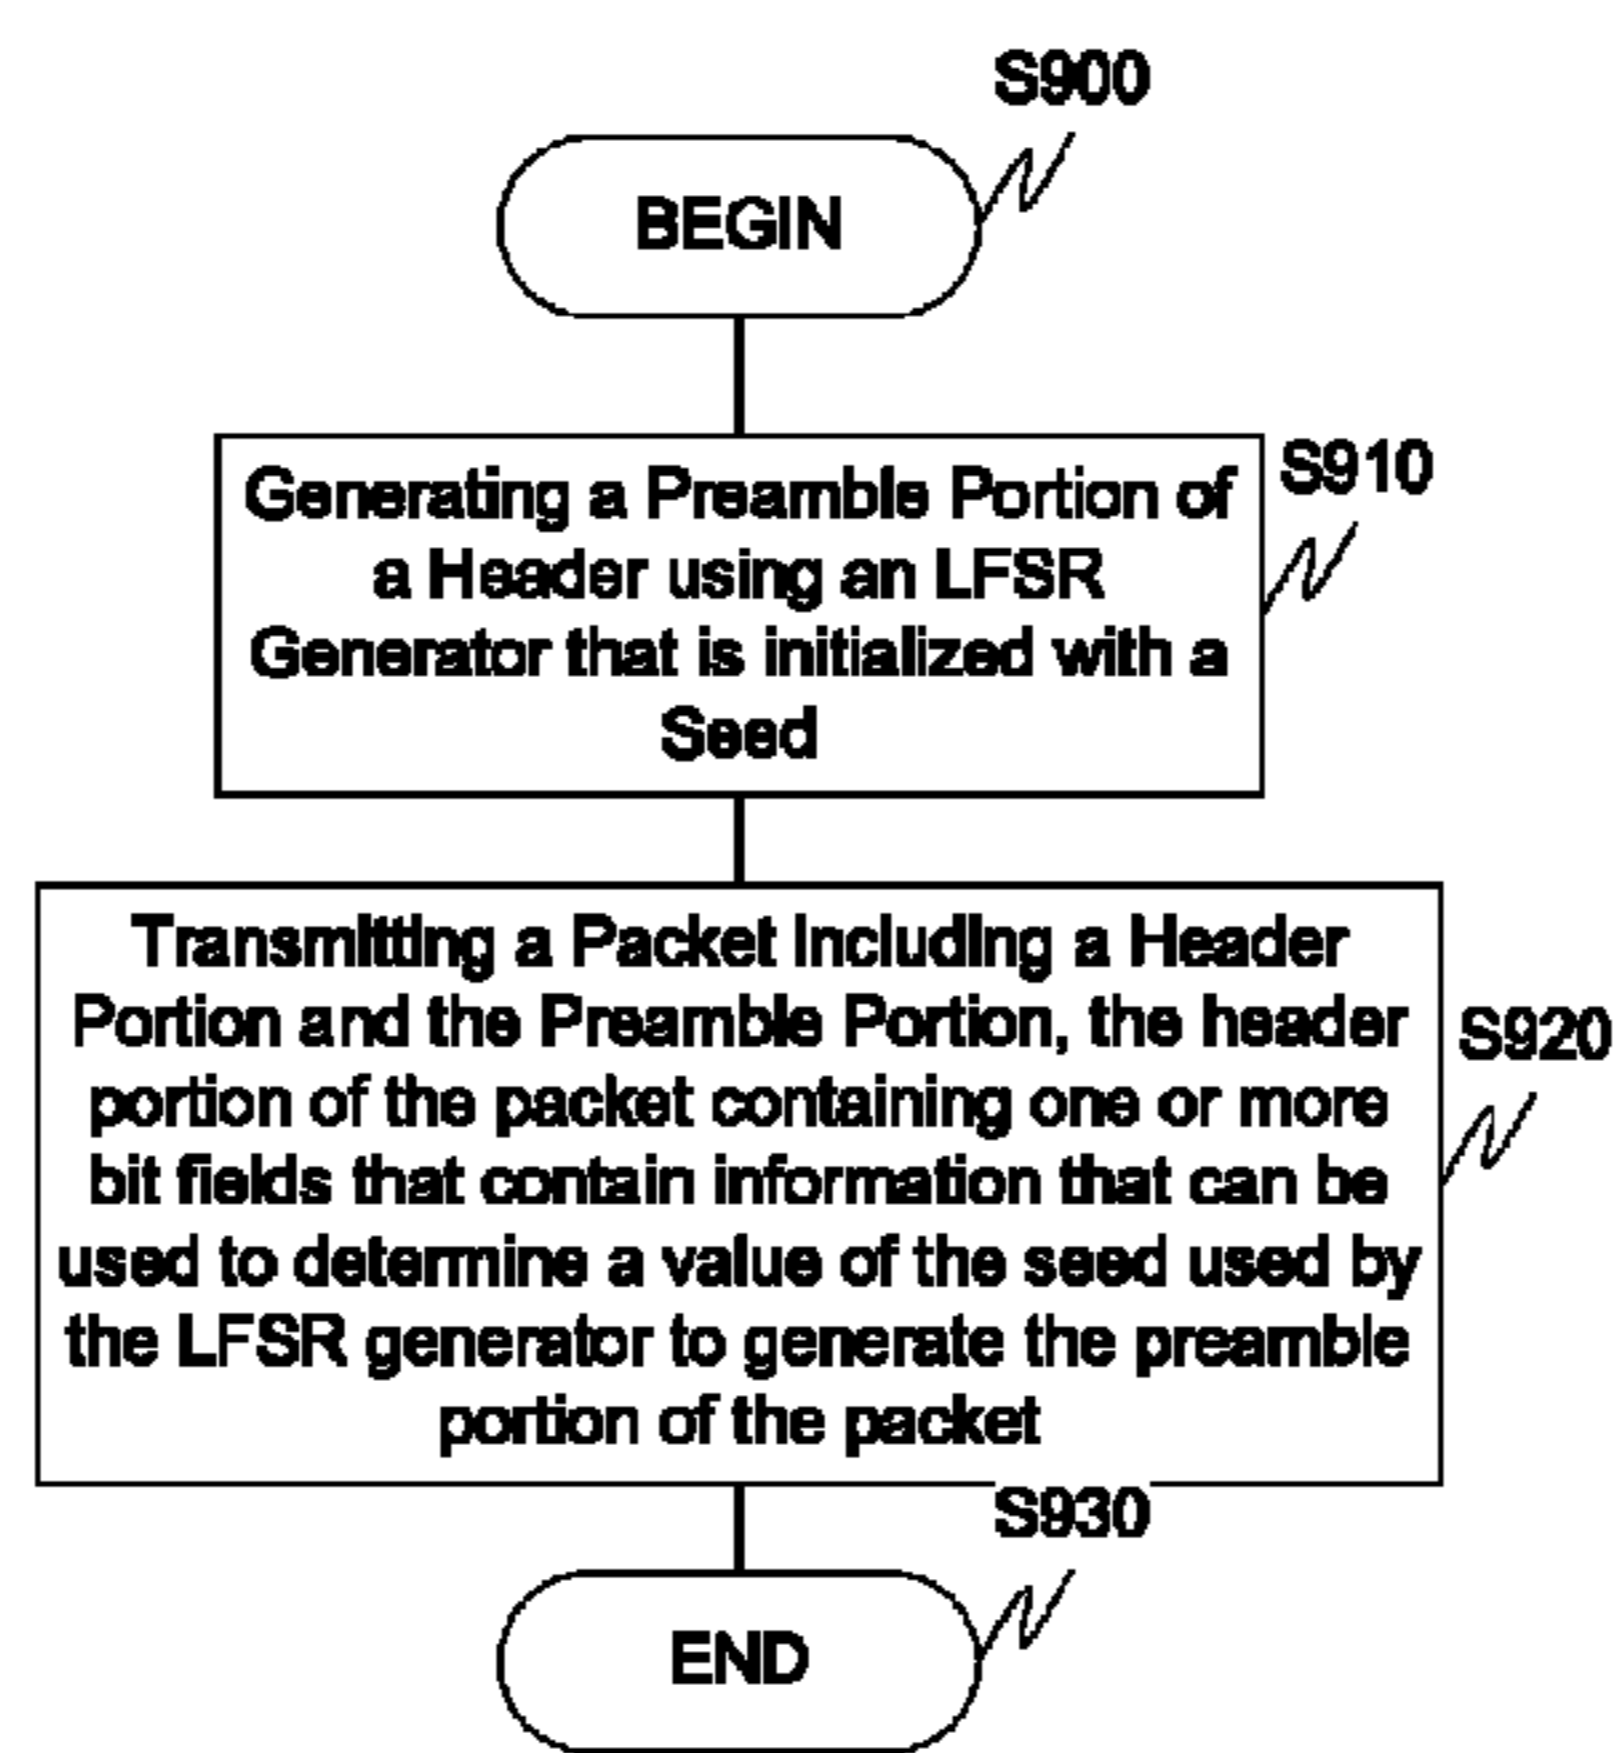 S900
BEGIN
S910
Generating a Preamble Portion of
a Header using an LFSR
Generator that is initialized with a
Seed
Transmitting a Packet Including a Header
Portion and the Preamble Portion, the header
portion of the packet containing one or more
bit fields that contain information that can be
used to determine a value of the seed used by
the LFSR generator to generate the preamble
portion of the packet
S920
S930
END